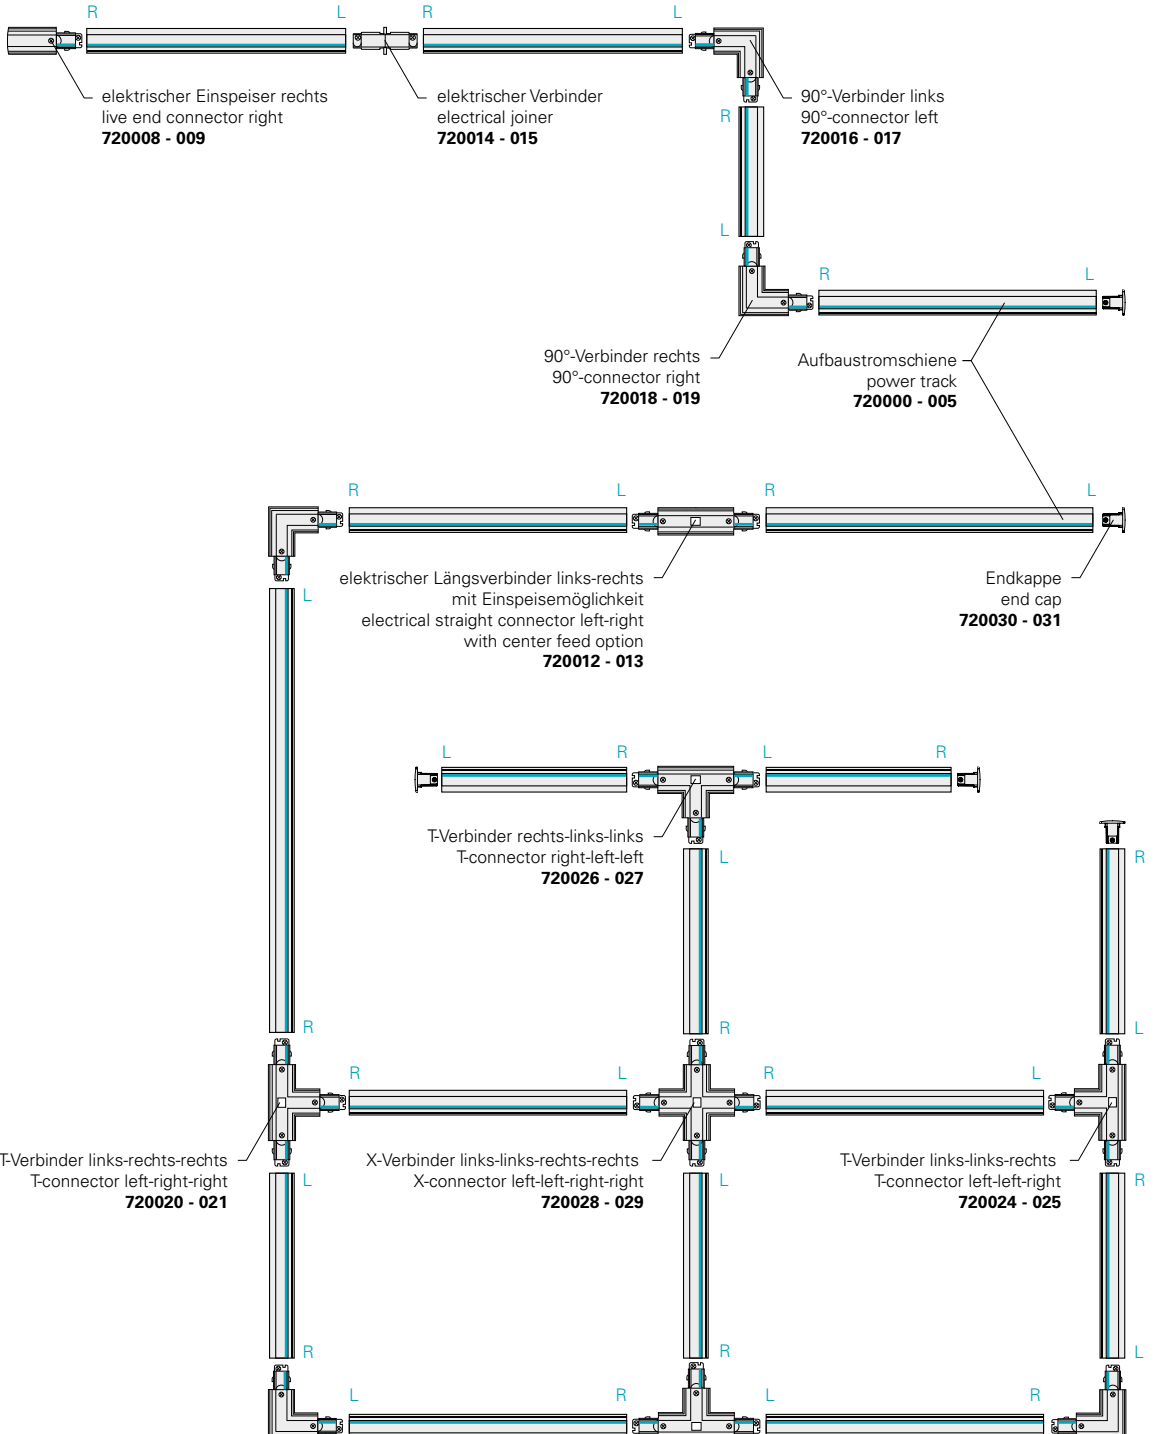 R L R L
elektrischer Einspeiser rechts
live end connector right
720008 - 009
elektrischer Verbinder
electrical joiner
720014 - 015
90°-Verbinder links
90°-connector left
720016 - 017
R
L
R L
90°-Verbinder rechts
90°-connector right
720018 - 019
Aufbaustromschiene
power track
720000 - 005
R L R L
elektrischer Längsverbinder links-rechts
mit Einspeisemöglichkeit
electrical straight connector left-right
with center feed option
720012 - 013
Endkappe
end cap
720030 - 031
L
L R L R
T-Verbinder rechts-links-links
T-connector right-left-left
720026 - 027
L
R
R
R
L
R L R L
T-Verbinder links-rechts-rechts
T-connector left-right-right
720020 - 021
X-Verbinder links-links-rechts-rechts
X-connector left-left-right-right
720028 - 029
T-Verbinder links-links-rechts
T-connector left-left-right
720024 - 025
L
L
R
R
R
L
L R L R